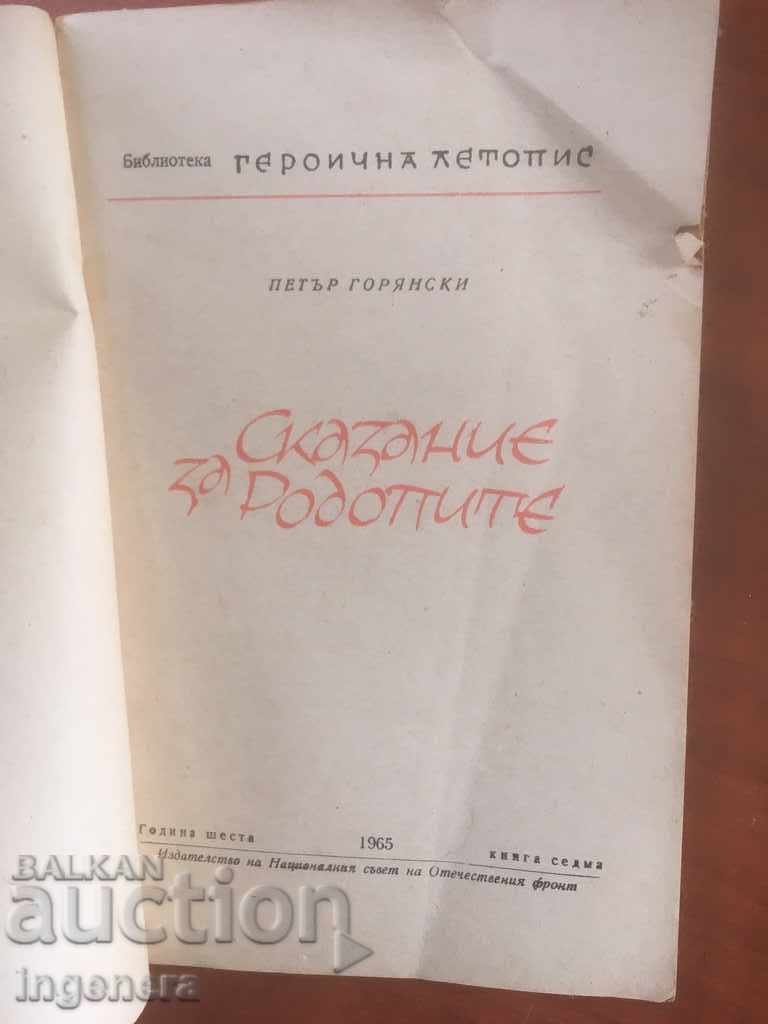 Библиотека ГЕРОИЧНА ЛЕТОПИС
ПЕТЪР ГОРЯНСКИ
Сказание
за Родопите
Година шеста 1965 книга седма
Издателство на Националния съвет на Отечествения фронт
BALKAN
auction
ingenera